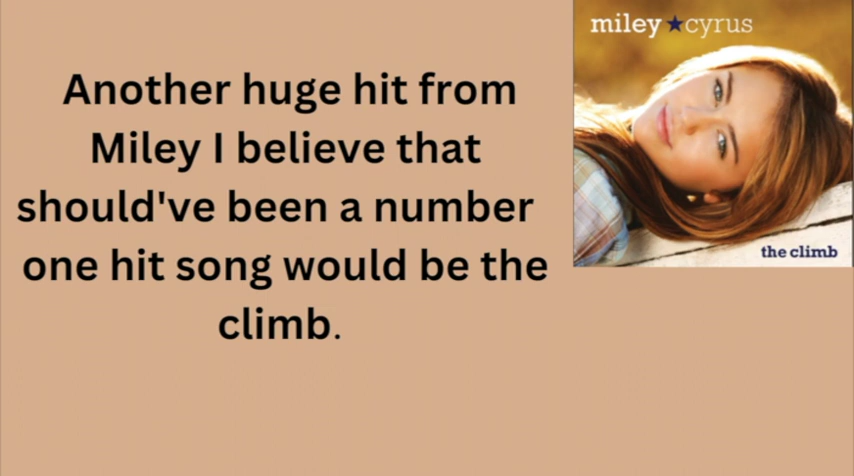 Another huge hit from
Miley I believe that
should've been a number
one hit song would be the
climb.
miley★cyrus
the climb